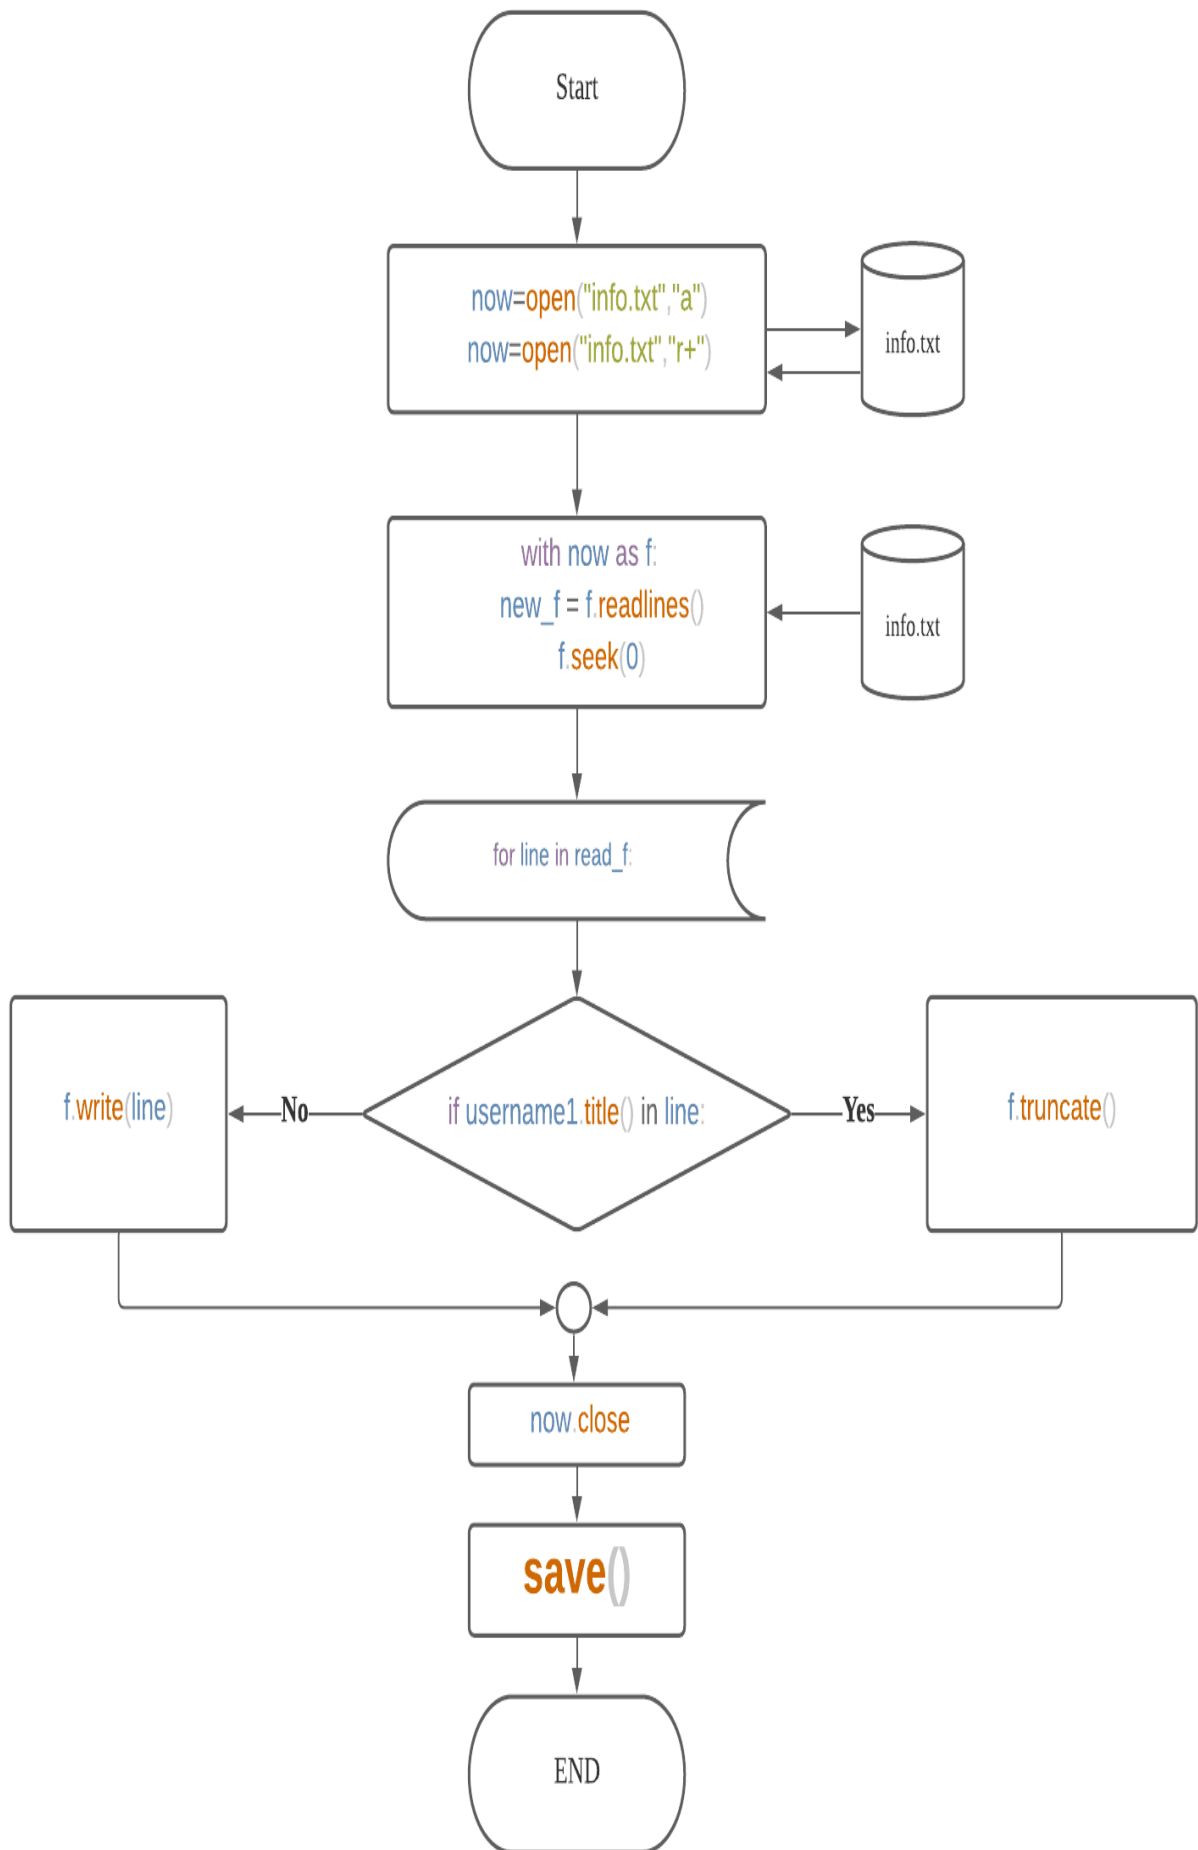 Start
now=open("info.txt","a")
now=open("info.txt","r+")
info.txt
with now as f:
new_f = f.readlines()
f.seek(0)
info.txt
for line in read_f:
f.write(line)
No
if username1.title() in line:
Yes
f.truncate()
now.close
save()
END